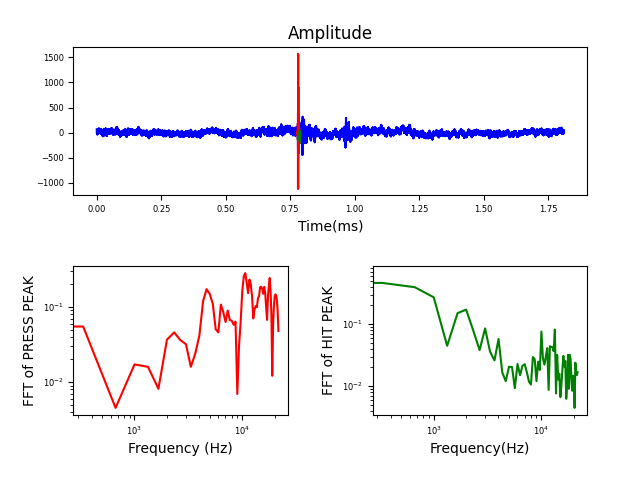 Amplitude
1500
1000
500
0
−500
−1000
0.00 0.25 0.50 0.75 1.00 1.25 1.50 1.75
Time(ms)
FFT of PRESS PEAK
10⁻¹
10⁻²
10³ 10⁴
Frequency (Hz)
FFT of HIT PEAK
10⁻¹
10⁻²
10³ 10⁴
Frequency(Hz)